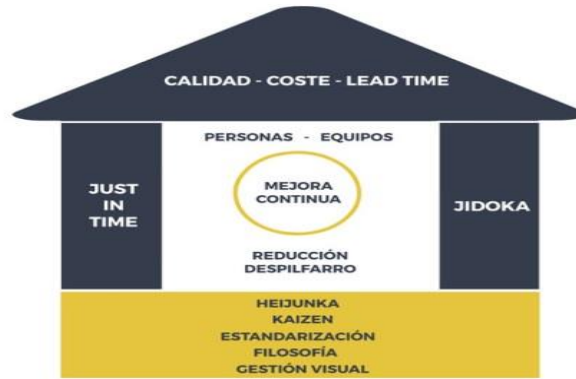 CALIDAD - COSTE - LEAD TIME
PERSONAS - EQUIPOS
JUST
IN
TIME
MEJORA
CONTINUA
JIDOKA
REDUCCIÓN
DESPILFARRO
HEIJUNKA
KAIZEN
ESTANDARIZACIÓN
FILOSOFÍA
GESTIÓN VISUAL